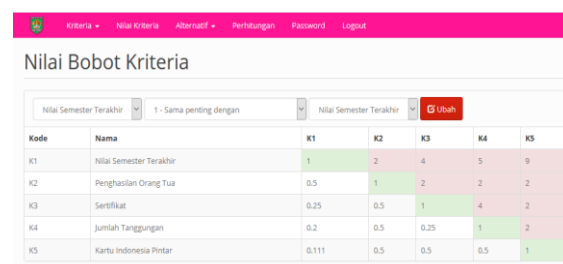 Kriteria Nilai Kriteria Alternatif Perhitungan Password Logout
Nilai Bobot Kriteria
Nilai Semester Terakhir 1 - Sama penting dengan Nilai Semester Terakhir Ubah
Kode Nama K1 K2 K3 K4 K5
K1 Nilai Semester Terakhir 1 2 4 5 9
K2 Penghasilan Orang Tua 0.5 1 2 2 2
K3 Sertifikat 0.25 0.5 1 4 2
K4 Jumlah Tanggungan 0.2 0.5 0.25 1 2
K5 Kartu Indonesia Pintar 0.111 0.5 0.5 0.5 1